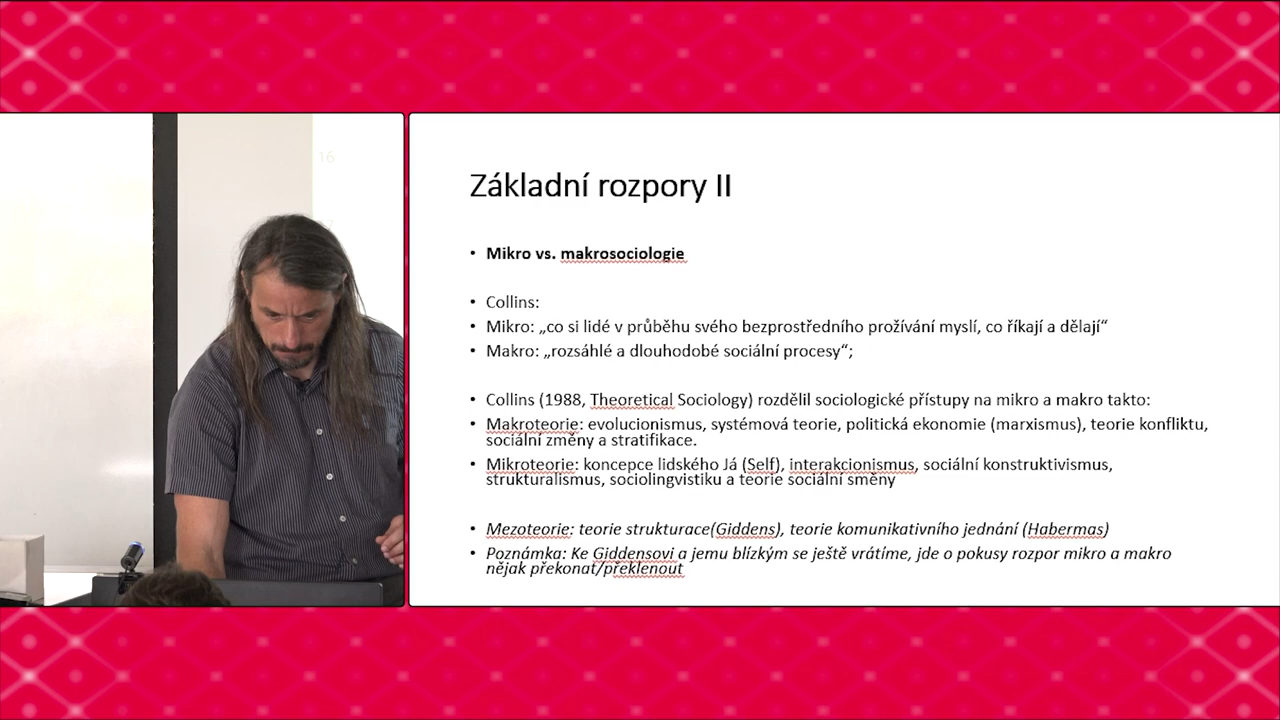 16
Základní rozpory II
• Mikro vs. makrosociologie
• Collins:
• Mikro: „co si lidé v průběhu svého bezprostředního prožívání myslí, co říkají a dělají“
• Makro: „rozsáhlé a dlouhodobé sociální procesy“;
• Collins (1988, Theoretical Sociology) rozdělil sociologické přístupy na mikro a makro takto:
• Makroteorie: evolucionismus, systémová teorie, politická ekonomie (marxismus), teorie konfliktu,
sociální změny a stratifikace.
• Mikroteorie: koncepce lidského Já (Self), interakcionismus, sociální konstruktivismus,
strukturalismus, sociolingvistiku a teorie sociální směny
• Mezoteorie: teorie strukturace(Giddens), teorie komunikativního jednání (Habermas)
• Poznámka: Ke Giddensovi a jemu blízkým se ještě vrátíme, jde o pokusy rozpor mikro a makro
nějak překonat/překlenout